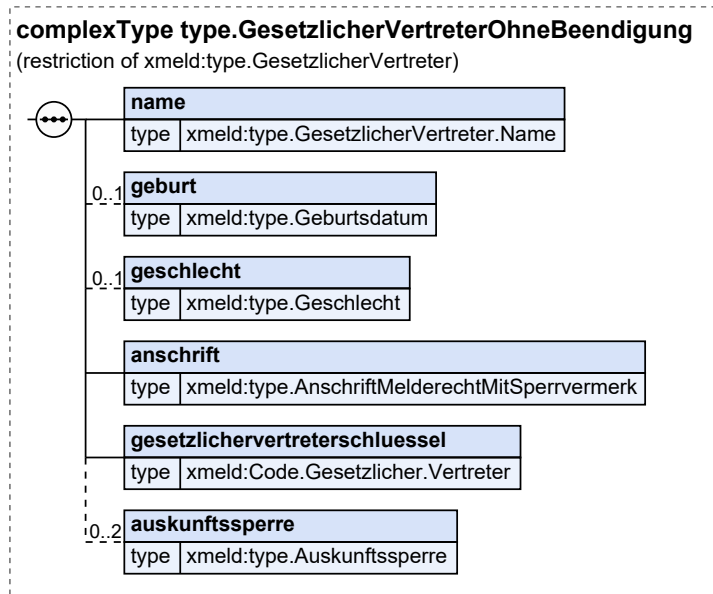 complexType type.GesetzlicherVertreterOhneBeendigung
(restriction of xmeld:type.GesetzlicherVertreter)
name
type xmeld:type.GesetzlicherVertreter.Name
0..1 geburt
type xmeld:type.Geburtsdatum
0..1 geschlecht
type xmeld:type.Geschlecht
anschrift
type xmeld:type.AnschriftMelderechtMitSperrvermerk
gesetzlichervertreterschluessel
type xmeld:Code.Gesetzlicher.Vertreter
0..2 auskunftssperre
type xmeld:type.Auskunftssperre